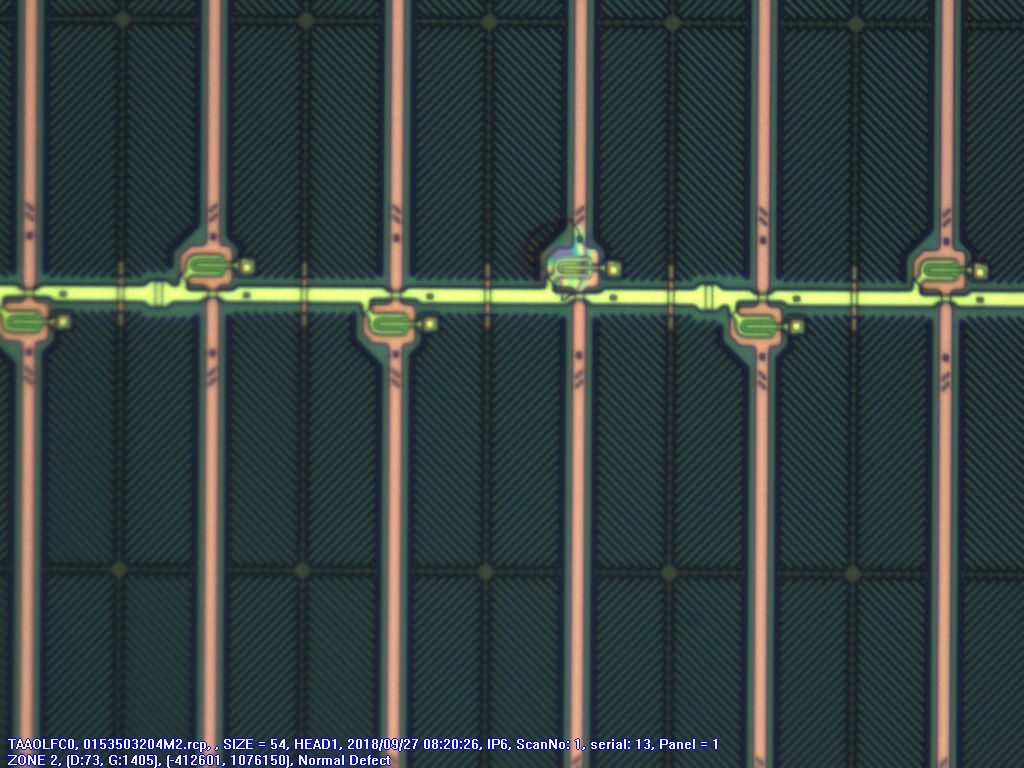 TAAOLFC0, 0153503204M2.rcp, , SIZE = 54, HEAD1, 2018/09/27 08:20:26, IP6, ScanNo: 1, serial: 13, Panel = 1
ZONE 2, [D:73, G:1405], [-412601, 1076150], Normal Defect